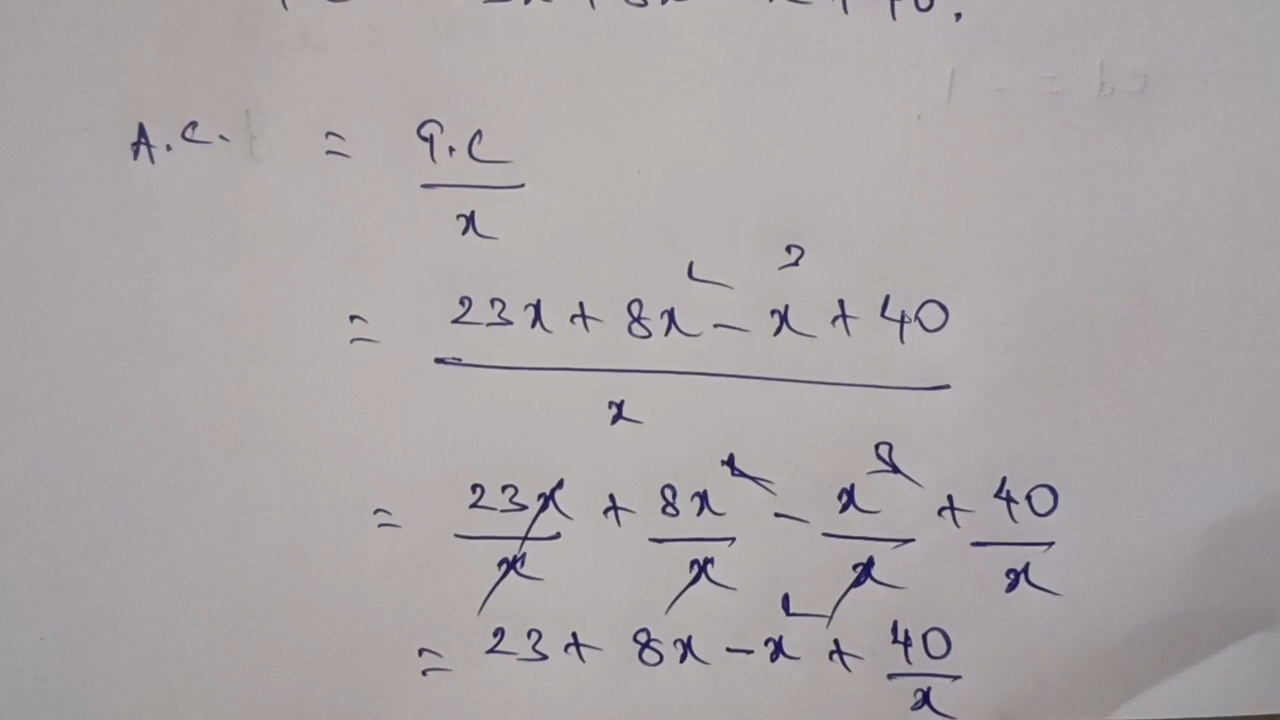 A.C. = T.C / x
= (23x + 8x² - x³ + 40) / x
= 23x/x + 8x²/x - x³/x + 40/x
= 23 + 8x - x² + 40/x